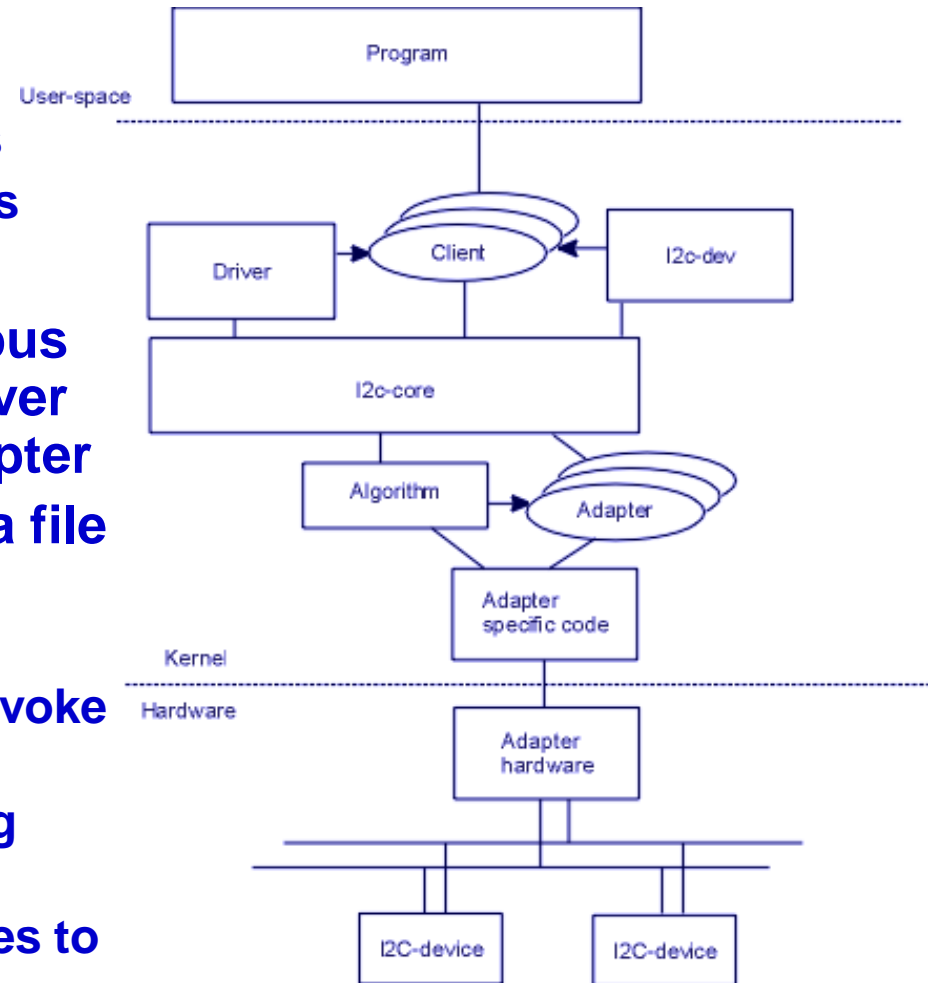 Program
User-space
s
s
Client
I2c-dev
Driver
ous
ver
I2c-core
pter
Algorithm
Adapter
a file
Adapter
specific code
Kernel
voke
Hardware
Adapter
hardware
g
es to
I2C-device
I2C-device